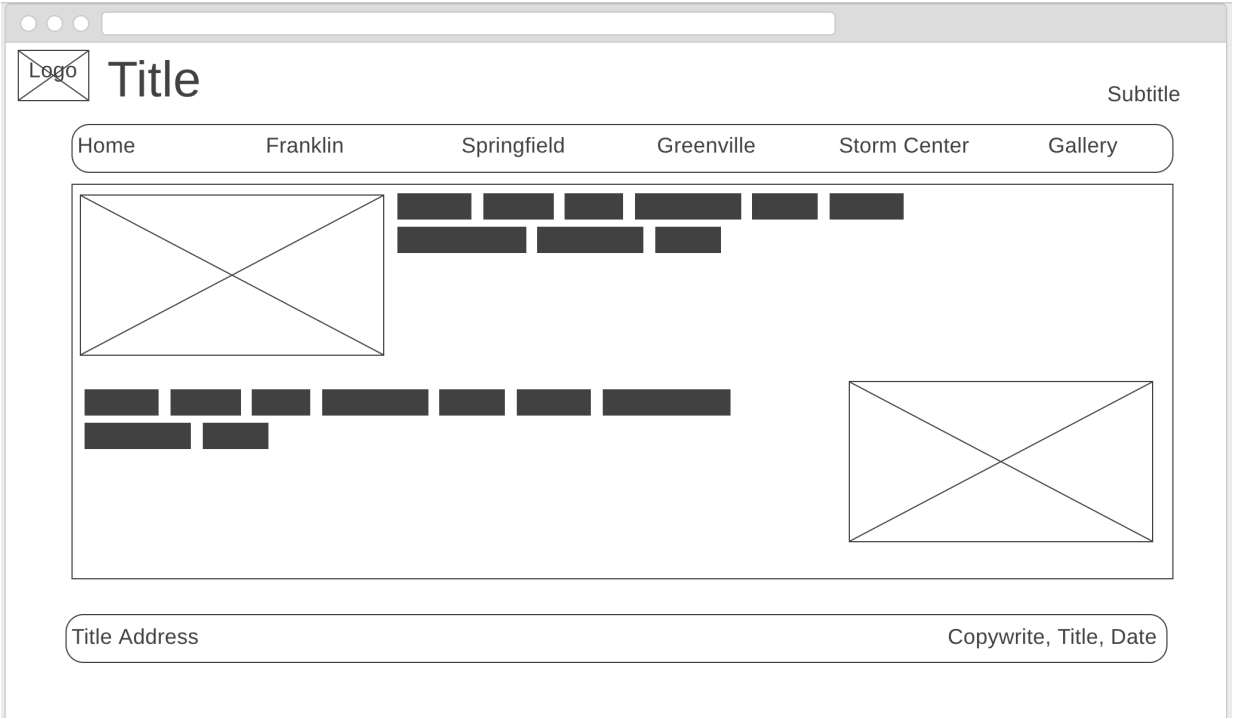 Logo
Title
Subtitle
Home Franklin Springfield Greenville Storm Center Gallery
Title Address Copywrite, Title, Date